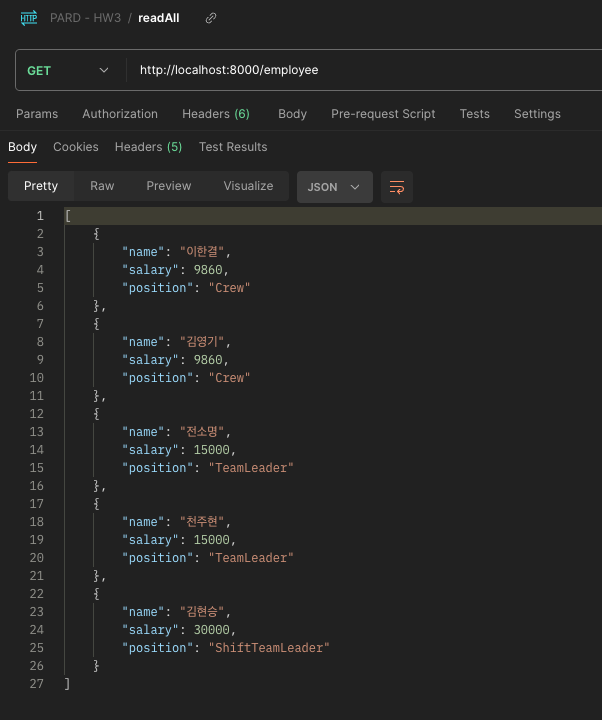 HTTP PARD - HW3 / readAll
GET http://localhost:8000/employee
Params Authorization Headers (6) Body Pre-request Script Tests Settings
Body Cookies Headers (5) Test Results
Pretty Raw Preview Visualize JSON
1 [
2 {
3 "name": "이한결",
4 "salary": 9860,
5 "position": "Crew"
6 },
7 {
8 "name": "김영기",
9 "salary": 9860,
10 "position": "Crew"
11 },
12 {
13 "name": "전소명",
14 "salary": 15000,
15 "position": "TeamLeader"
16 },
17 {
18 "name": "천주현",
19 "salary": 15000,
20 "position": "TeamLeader"
21 },
22 {
23 "name": "김현승",
24 "salary": 30000,
25 "position": "ShiftTeamLeader"
26 }
27 ]